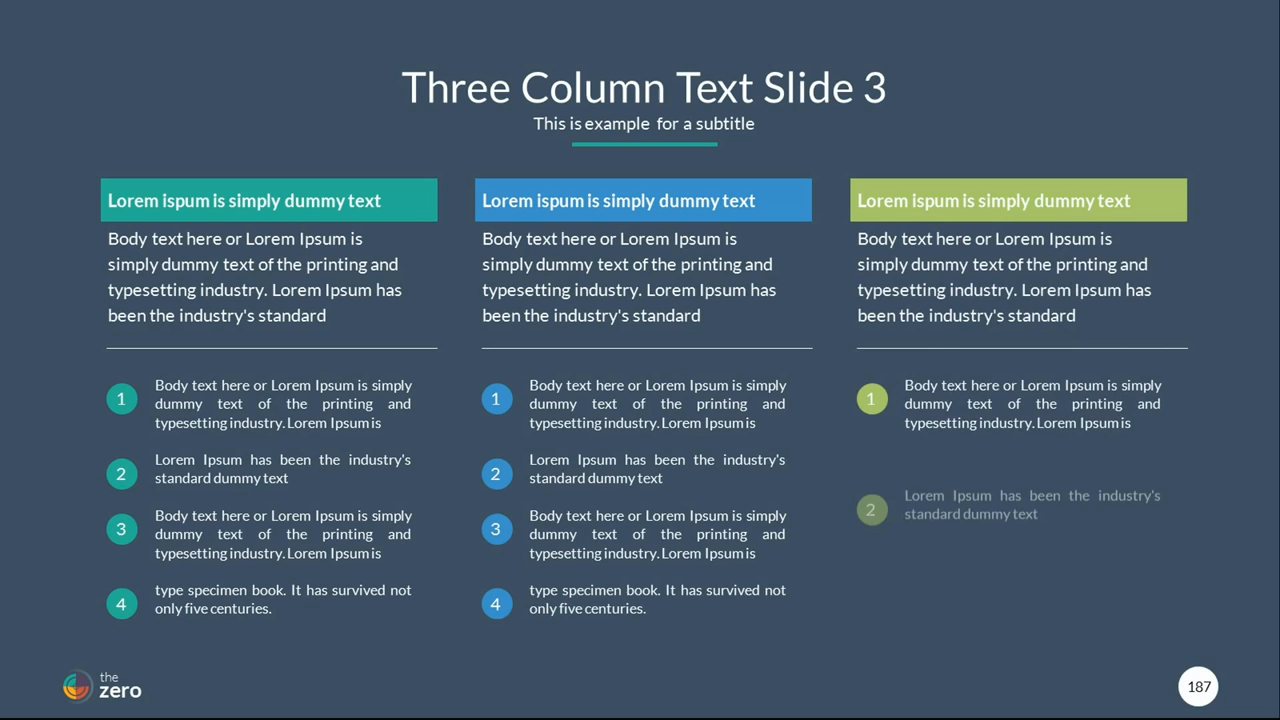 Three Column Text Slide 3
This is example for a subtitle
Lorem ispum is simply dummy text
Body text here or Lorem Ipsum is
simply dummy text of the printing and
typesetting industry. Lorem Ipsum has
been the industry's standard
1
Body text here or Lorem Ipsum is simply
dummy text of the printing and
typesetting industry. Lorem Ipsum is
2
Lorem Ipsum has been the industry's
standard dummy text
3
Body text here or Lorem Ipsum is simply
dummy text of the printing and
typesetting industry. Lorem Ipsum is
4
type specimen book. It has survived not
only five centuries.
Lorem ispum is simply dummy text
Body text here or Lorem Ipsum is
simply dummy text of the printing and
typesetting industry. Lorem Ipsum has
been the industry's standard
1
Body text here or Lorem Ipsum is simply
dummy text of the printing and
typesetting industry. Lorem Ipsum is
2
Lorem Ipsum has been the industry's
standard dummy text
3
Body text here or Lorem Ipsum is simply
dummy text of the printing and
typesetting industry. Lorem Ipsum is
4
type specimen book. It has survived not
only five centuries.
Lorem ispum is simply dummy text
Body text here or Lorem Ipsum is
simply dummy text of the printing and
typesetting industry. Lorem Ipsum has
been the industry's standard
1
Body text here or Lorem Ipsum is simply
dummy text of the printing and
typesetting industry. Lorem Ipsum is
2
Lorem Ipsum has been the industry's
standard dummy text
the
zero
187